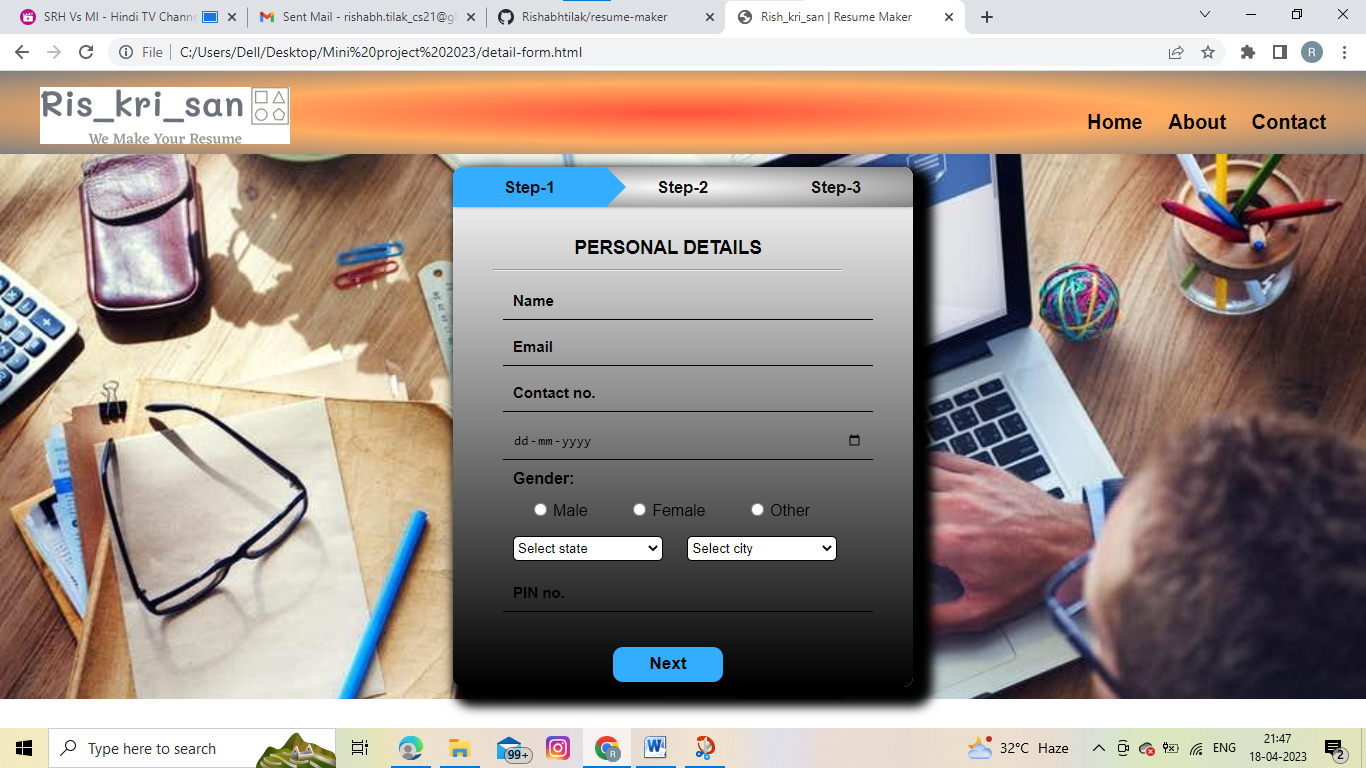 SRH Vs MI - Hindi TV Chann
Sent Mail - rishabh.tilak_cs21@gl
Rishabhtilak/resume-maker
Rish_kri_san | Resume Maker
File
C:/Users/Dell/Desktop/Mini%20project%202023/detail-form.html
R
Ris_kri_san
We Make Your Resume
Home About Contact
Step-1 Step-2 Step-3
PERSONAL DETAILS
Name
Email
Contact no.
dd-mm-yyyy
Gender:
Male Female Other
Select state Select city
PIN no.
Next
Type here to search
99+
R
W
32°C Haze
ENG
21:47
18-04-2023
2